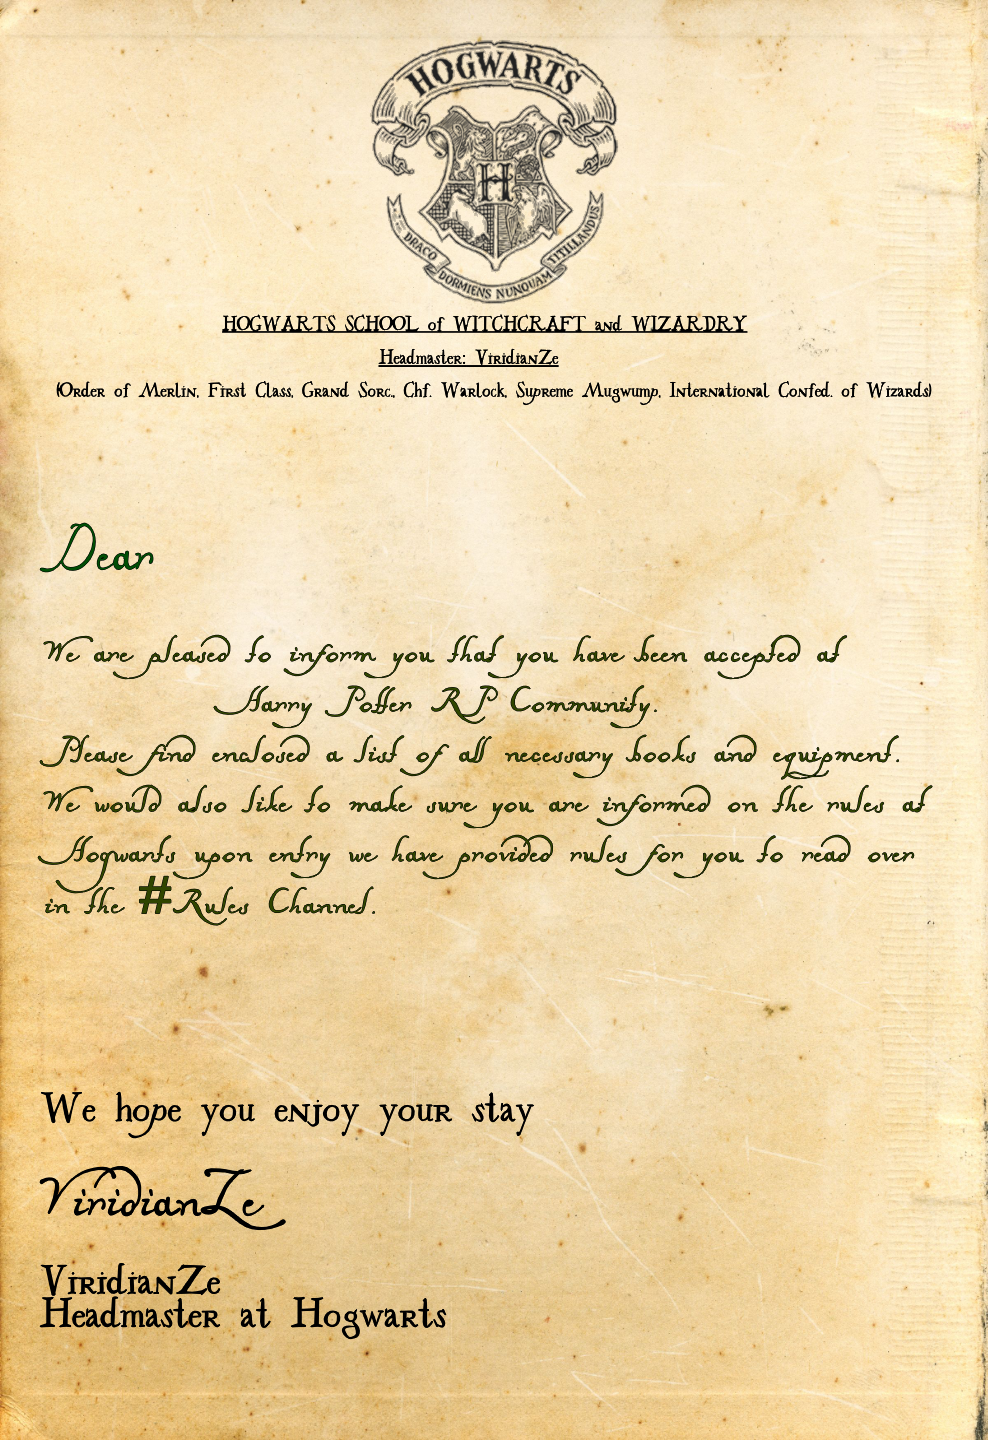 HOGWARTS
H
DRACO DORMIENS NUNQUAM TITILLANDUS
HOGWARTS SCHOOL of WITCHCRAFT and WIZARDRY
Headmaster: ViridianZe
(Order of Merlin, First Class, Grand Sorc., Chf. Warlock, Supreme Mugwump, International Confed. of Wizards)
Dear
We are pleased to inform you that you have been accepted at
Harry Potter RP Community.
Please find enclosed a list of all necessary books and equipment.
We would also like to make sure you are informed on the rules at
Hogwarts upon entry we have provided rules for you to read over
in the #Rules Channel.
We hope you enjoy your stay
ViridianZe
ViridianZe
Headmaster at Hogwarts